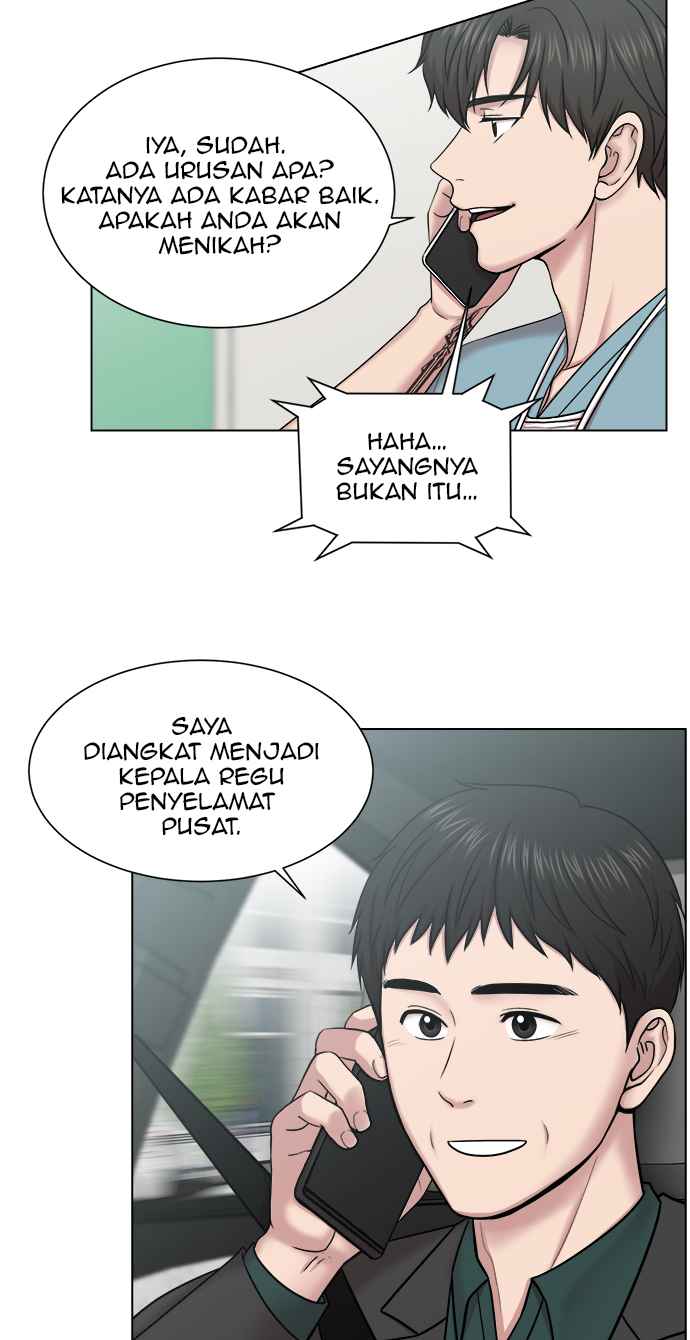 IYA, SUDAH.
ADA URUSAN APA?
KATANYA ADA KABAR BAIK.
APAKAH ANDA AKAN
MENIKAH?
HAHA...
SAYANGNYA
BUKAN ITU...
SAYA
DIANGKAT MENJADI
KEPALA REGU
PENYELAMAT
PUSAT.